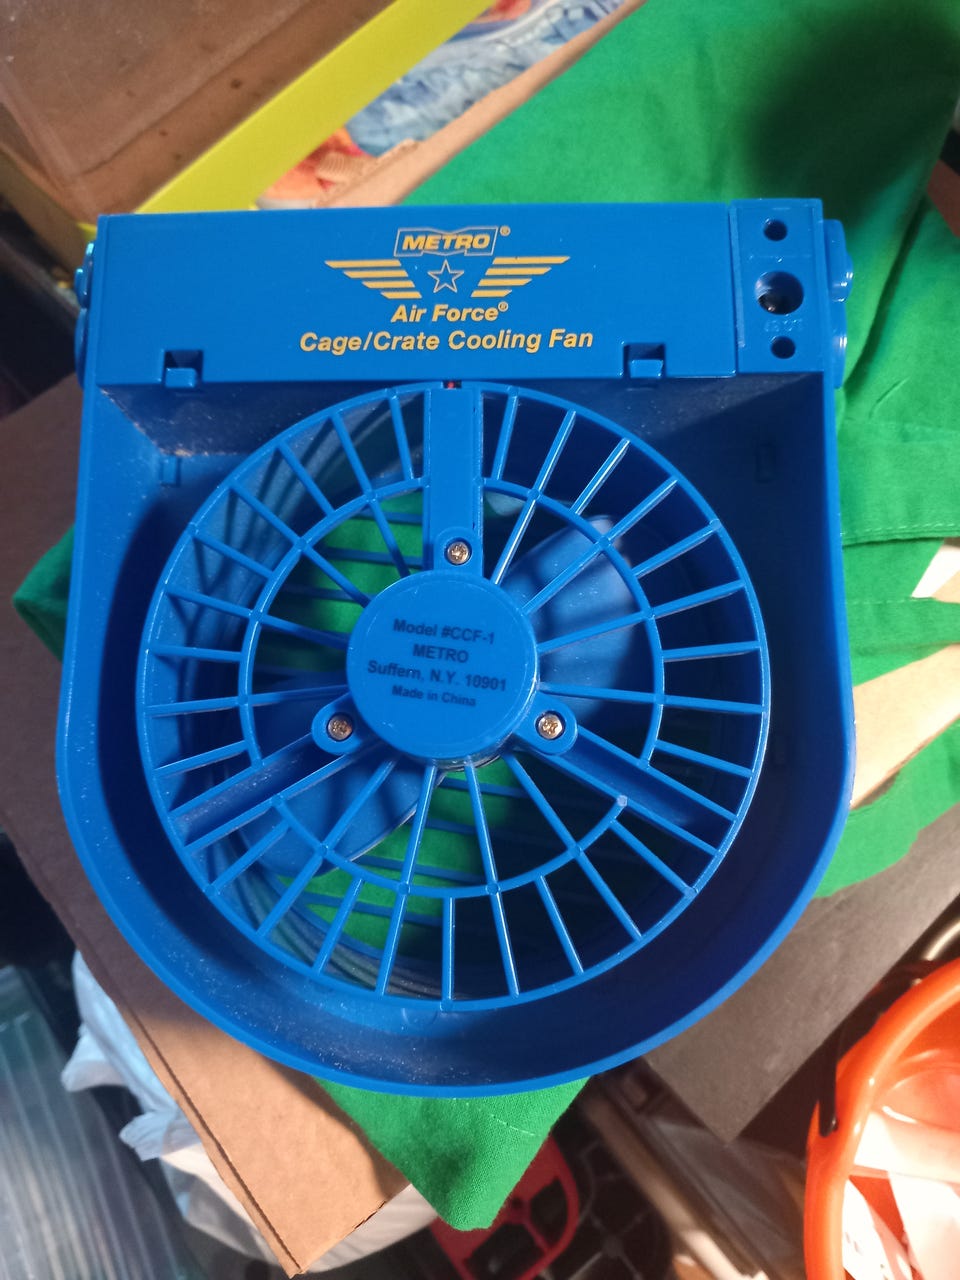 METRO®
Air Force®
Cage/Crate Cooling Fan
Model #CCF-1
METRO
Suffern, N.Y. 10901
Made in China